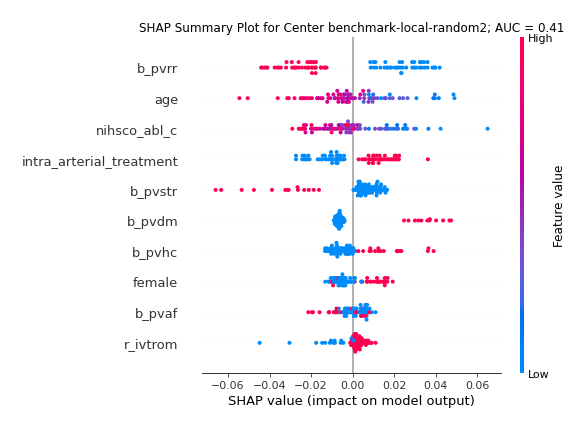 SHAP Summary Plot for Center benchmark-local-random2; AUC = 0.41
High
b_pvrr
age
nihsco_abl_c
intra_arterial_treatment
b_pvstr
b_pvdm
b_pvhc
female
b_pvaf
r_ivtrom
Feature value
Low
−0.06 −0.04 −0.02 0.00 0.02 0.04 0.06
SHAP value (impact on model output)